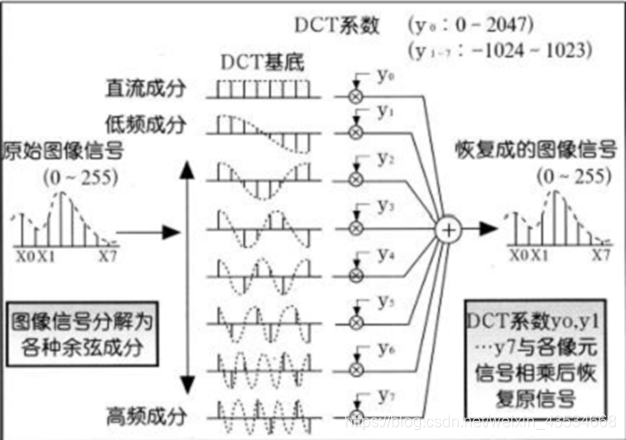 DCT系数 (y₀：0－2047)
(y₁₋₇：－1024～1023)
DCT基底
直流成分
y₀
低频成分
y₁
原始图像信号
(0～255)
X0 X1 X7
y₂
y₃
y₄
y₅
y₆
y₇
高频成分
图像信号分解为
各种余弦成分
恢复成的图像信号
(0～255)
X0 X1 X7
DCT系数yo,y1
…y7与各像元
信号相乘后恢
复原信号